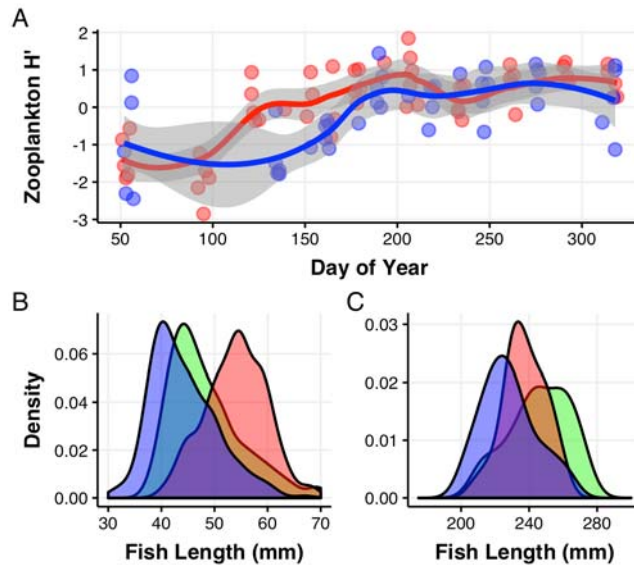 A
Zooplankton H'
2
1
0
-1
-2
-3
50 100 150 200 250 300
Day of Year
B
Density
0.06
0.04
0.02
0.00
30 40 50 60 70
Fish Length (mm)
C
0.03
0.02
0.01
0.00
200 240 280
Fish Length (mm)